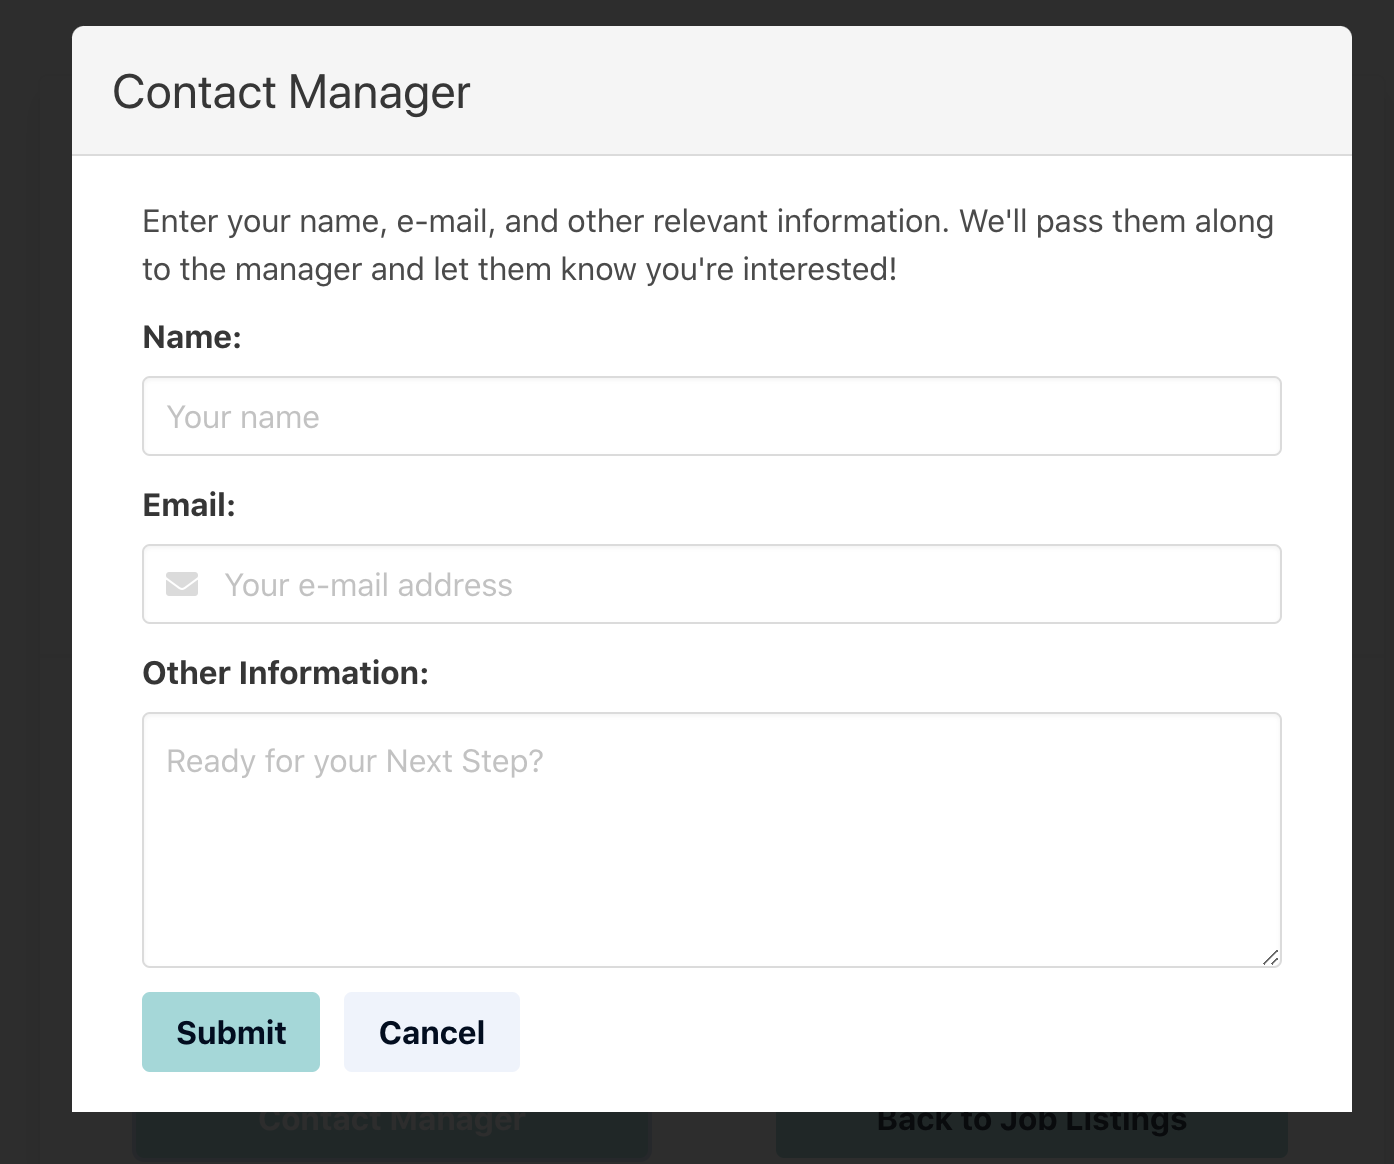 Contact Manager
Enter your name, e-mail, and other relevant information. We'll pass them along
to the manager and let them know you're interested!
Name:
Your name
Email:
Your e-mail address
Other Information:
Ready for your Next Step?
Submit
Cancel
Contact Manager
Back to Job Listings